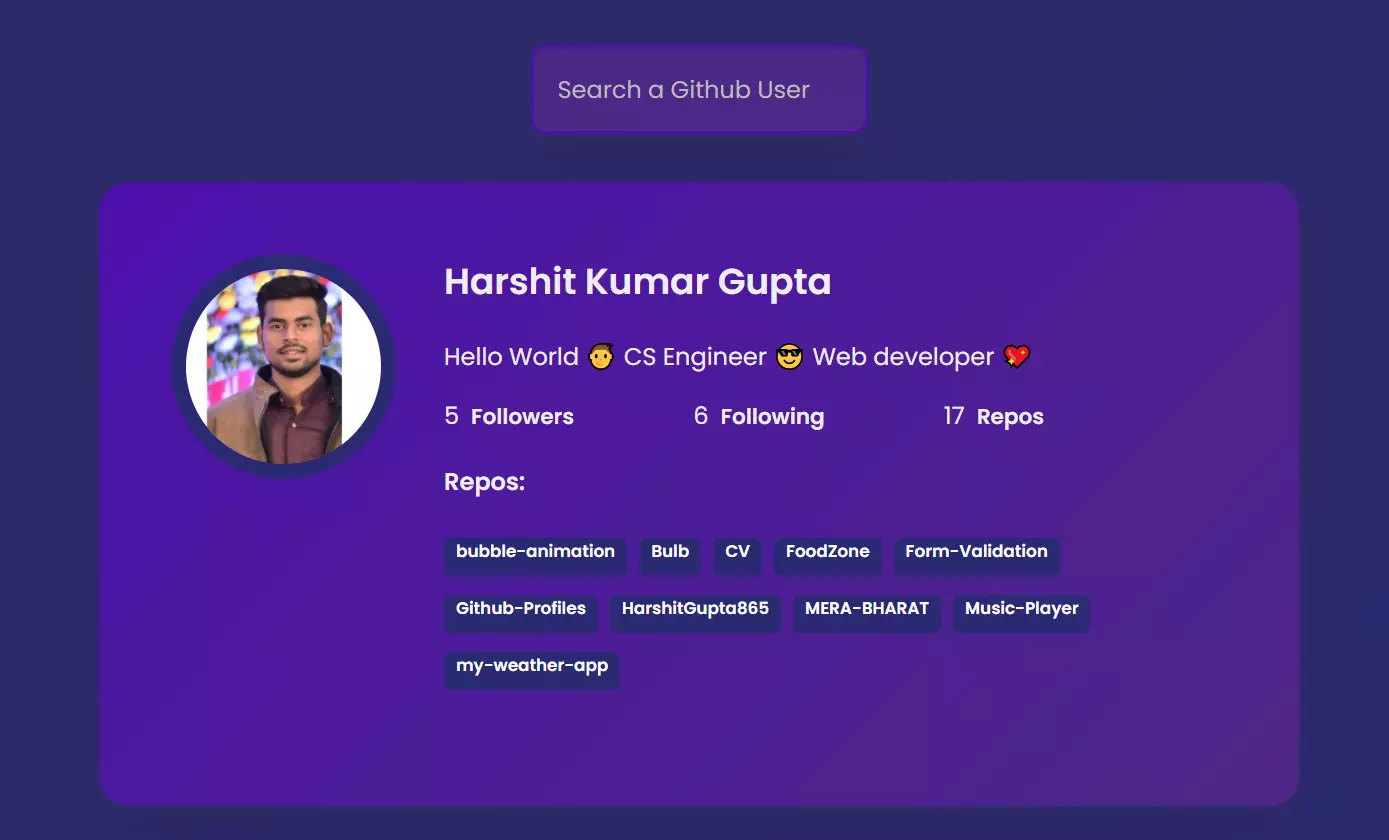 Search a Github User
Harshit Kumar Gupta
Hello World 👨 CS Engineer 😎 Web developer 💖
5 Followers 6 Following 17 Repos
Repos:
bubble-animation Bulb CV FoodZone Form-Validation
Github-Profiles HarshitGupta865 MERA-BHARAT Music-Player
my-weather-app